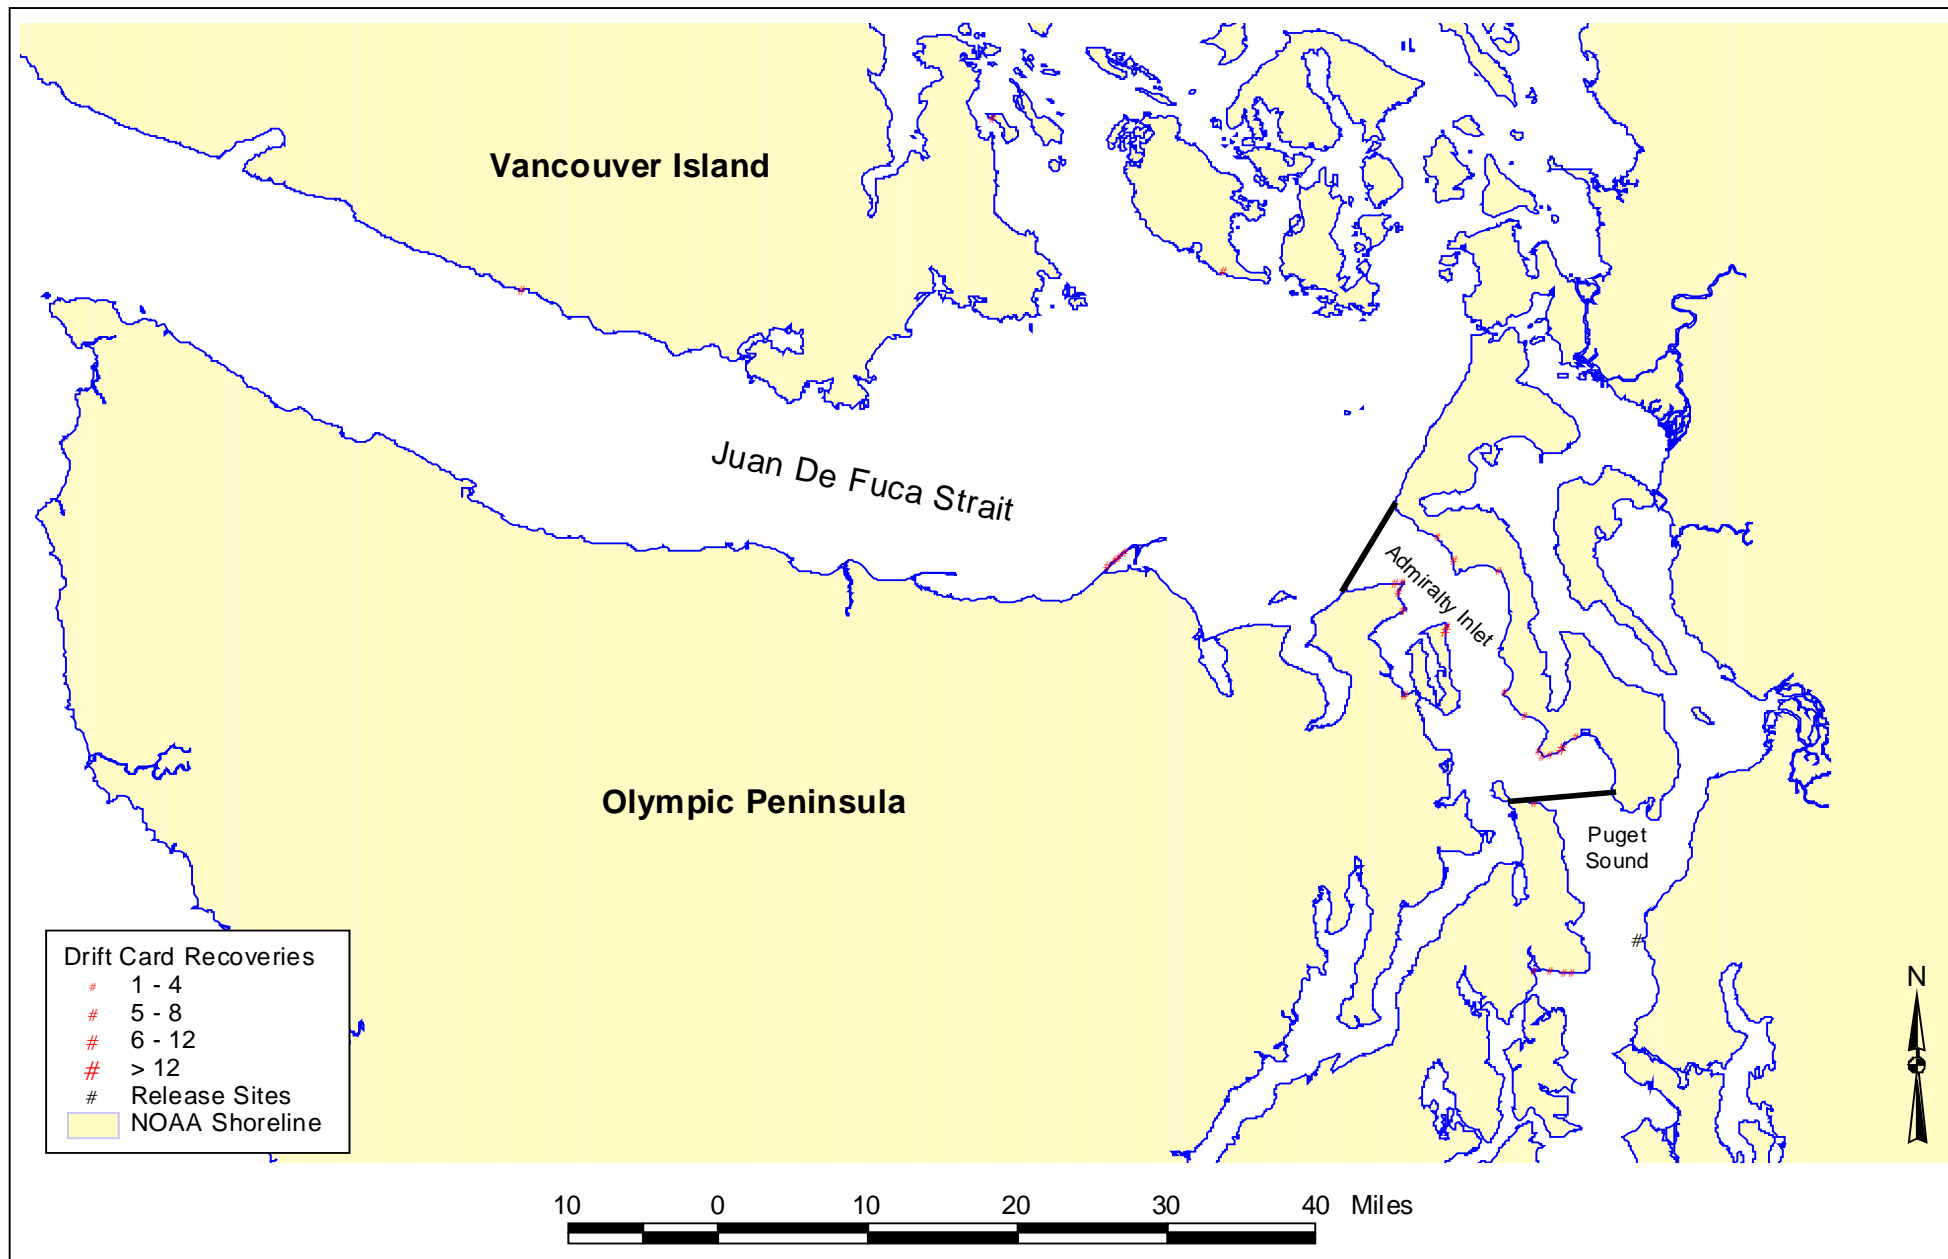 Vancouver Island
Juan De Fuca Strait
Admiralty Inlet
Olympic Peninsula
Puget
Sound
Drift Card Recoveries
# 1 - 4
# 5 - 8
# 6 - 12
# > 12
# Release Sites
NOAA Shoreline
N
10 0 10 20 30 40 Miles